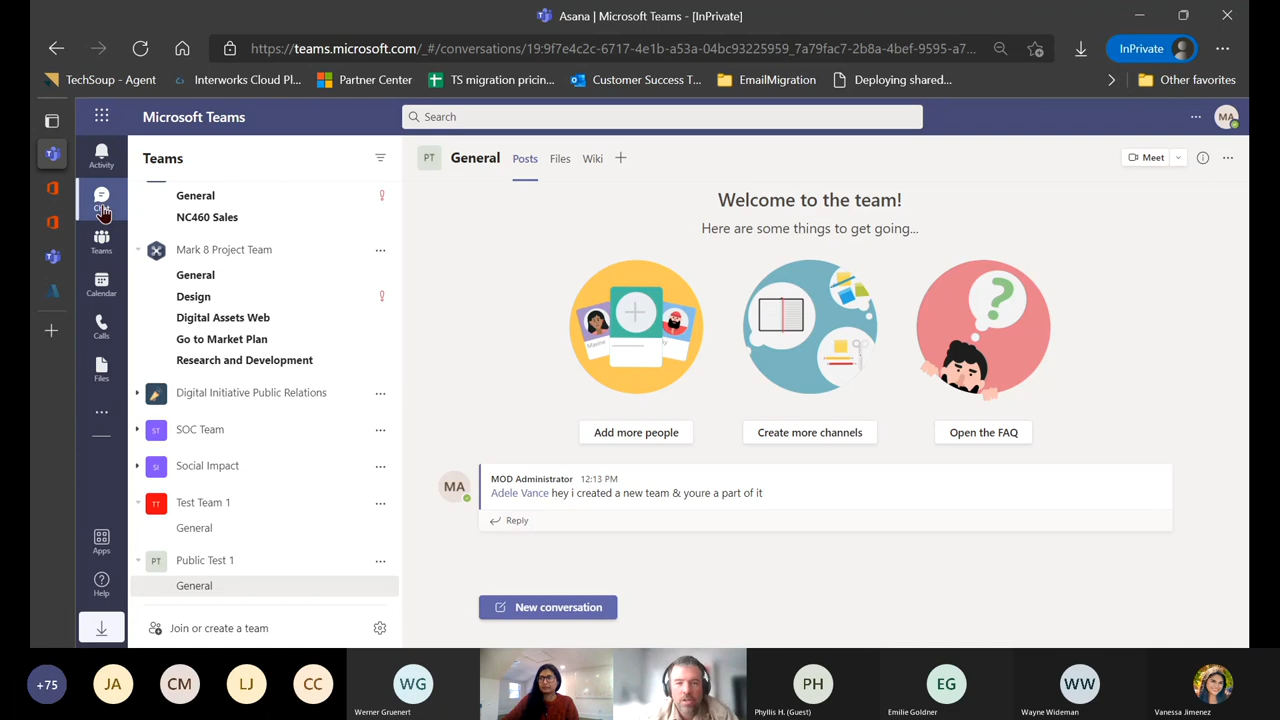 Asana | Microsoft Teams - [InPrivate]
https://teams.microsoft.com/_#/conversations/19:9f7e4c2c-6717-4e1b-a53a-04bc93225959_7a79fac7-2b8a-4bef-9595-a7...
InPrivate
TechSoup - Agent
Interworks Cloud Pl...
Partner Center
TS migration pricin...
Customer Success T...
EmailMigration
Deploying shared...
Other favorites
Microsoft Teams
Search
MA
Activity
Teams
Calendar
Calls
Files
Apps
Help
Teams
General
NC460 Sales
Mark 8 Project Team
General
Design
Digital Assets Web
Go to Market Plan
Research and Development
Digital Initiative Public Relations
ST
SOC Team
SI
Social Impact
TT
Test Team 1
General
PT
Public Test 1
General
Join or create a team
PT
General
Posts
Files
Wiki
Meet
Welcome to the team!
Here are some things to get going...
Add more people
Create more channels
Open the FAQ
MA
MOD Administrator 12:13 PM
Adele Vance hey i created a new team & youre a part of it
Reply
New conversation
+75
JA
CM
LJ
CC
WG
Werner Gruenert
PH
Phyllis H. (Guest)
EG
Emilie Goldner
WW
Wayne Wideman
Vanessa Jimenez